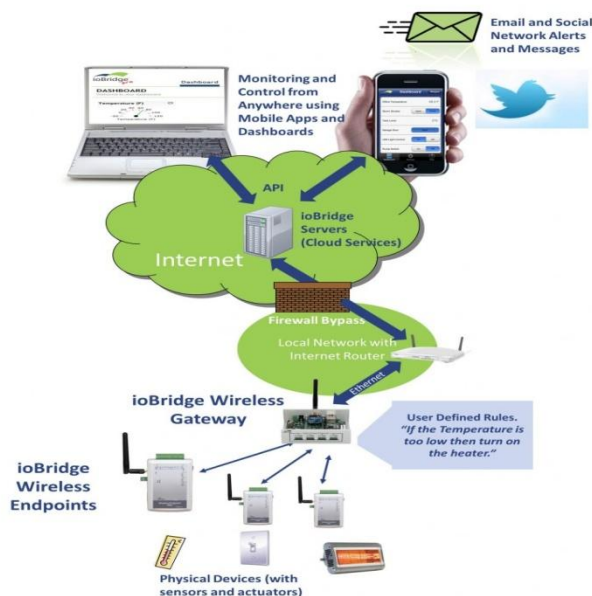 Email and Social
Network Alerts
and Messages
ioBridge
Dashboard
DASHBOARD
Temperature (F)
Monitoring and
Control from
Anywhere using
Mobile Apps and
Dashboards
API
ioBridge
Servers
(Cloud Services)
Internet
Firewall Bypass
Local Network with
Internet Router
Ethernet
ioBridge Wireless
Gateway
User Defined Rules.
"If the Temperature is
too low then turn on
the heater."
ioBridge
Wireless
Endpoints
Physical Devices (with
sensors and actuators)